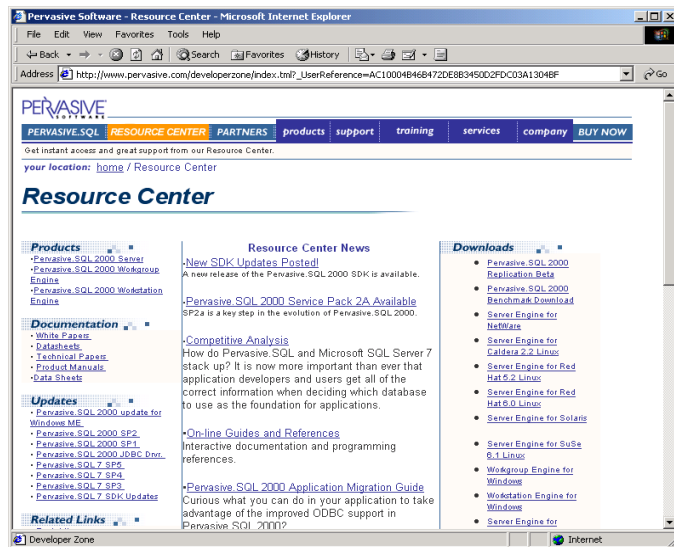 Pervasive Software - Resource Center - Microsoft Internet Explorer
File Edit View Favorites Tools Help
Back Search Favorites History
Address http://www.pervasive.com/developerzone/index.tml?_UserReference=AC10004B46B472DE8B3450D2FDC03A1304BF Go
PERVASIVE
SOFTWARE
PERVASIVE.SQL RESOURCE CENTER PARTNERS products support training services company BUY NOW
Get instant access and great support from our Resource Center.
your location: home / Resource Center
Resource Center
Products
•Pervasive.SQL 2000 Server
•Pervasive.SQL 2000 Workgroup
Engine
•Pervasive.SQL 2000 Workstation
Engine
Documentation
• White Papers
• Datasheets
• Technical Papers
• Product Manuals
•Data Sheets
Updates
• Pervasive.SQL 2000 update for
Windows ME
• Pervasive.SQL 2000 SP2
• Pervasive.SQL 2000 SP1
• Pervasive.SQL 2000 JDBC Drvr.
• Pervasive.SQL 7 SP5
• Pervasive.SQL 7 SP4
• Pervasive.SQL 7 SP3
• Pervasive.SQL 7 SDK Updates
Related Links
Resource Center News
•New SDK Updates Posted!
A new release of the Pervasive.SQL 2000 SDK is available.
•Pervasive.SQL 2000 Service Pack 2A Available
SP2a is a key step in the evolution of Pervasive.SQL 2000.
•Competitive Analysis
How do Pervasive.SQL and Microsoft SQL Server 7
stack up? It is now more important than ever that
application developers and users get all of the
correct information when deciding which database
to use as the foundation for applications.
•On-line Guides and References
Interactive documentation and programming
references.
•Pervasive.SQL 2000 Application Migration Guide
Curious what you can do in your application to take
advantage of the improved ODBC support in
Pervasive.SQL 2000?
Downloads
• Pervasive.SQL 2000
Replication Beta
• Pervasive.SQL 2000
Benchmark Download
• Server Engine for
NetWare
• Server Engine for
Caldera 2.2 Linux
• Server Engine for Red
Hat 5.2 Linux
• Server Engine for Red
Hat 6.0 Linux
• Server Engine for Solaris
• Server Engine for SuSe
6.1 Linux
• Workgroup Engine for
Windows
• Workstation Engine for
Windows
• Server Engine for
Developer Zone Internet